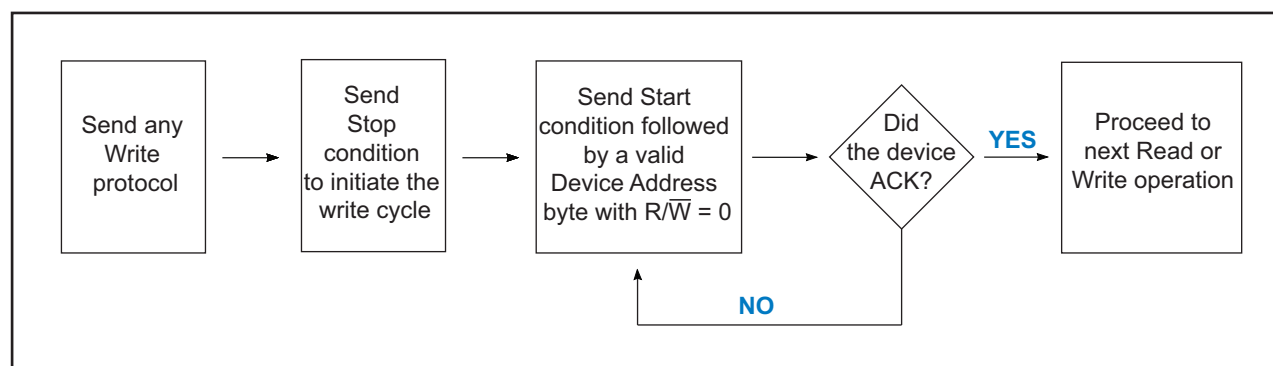 Send any
Write
protocol
Send
Stop
condition
to initiate the
write cycle
Send Start
condition followed
by a valid
Device Address
byte with R/W̅ = 0
Did
the device
ACK?
YES
NO
Proceed to
next Read or
Write operation